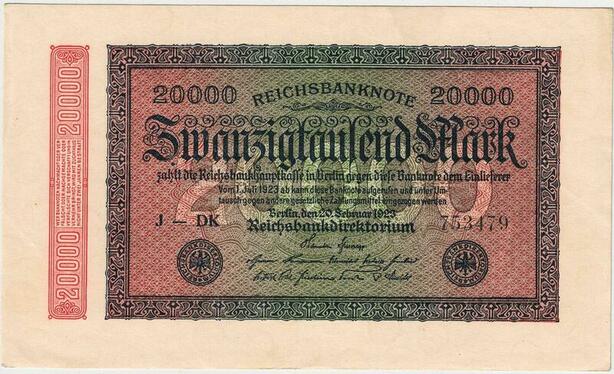 20000 REICHSBANKNOTE 20000
Zwanzigtausend Mark
zahlt die Reichsbankhauptkasse in Berlin gegen diese Banknote dem Einlieferer
Vom 1. Juli 1923 ab kann diese Banknote aufgerufen und unter Um-
tausch gegen andere gesetzliche Zahlungsmittel eingezogen werden
Berlin, den 20. Februar 1923
J — DK Reichsbankdirektorium 753479
20000
20000